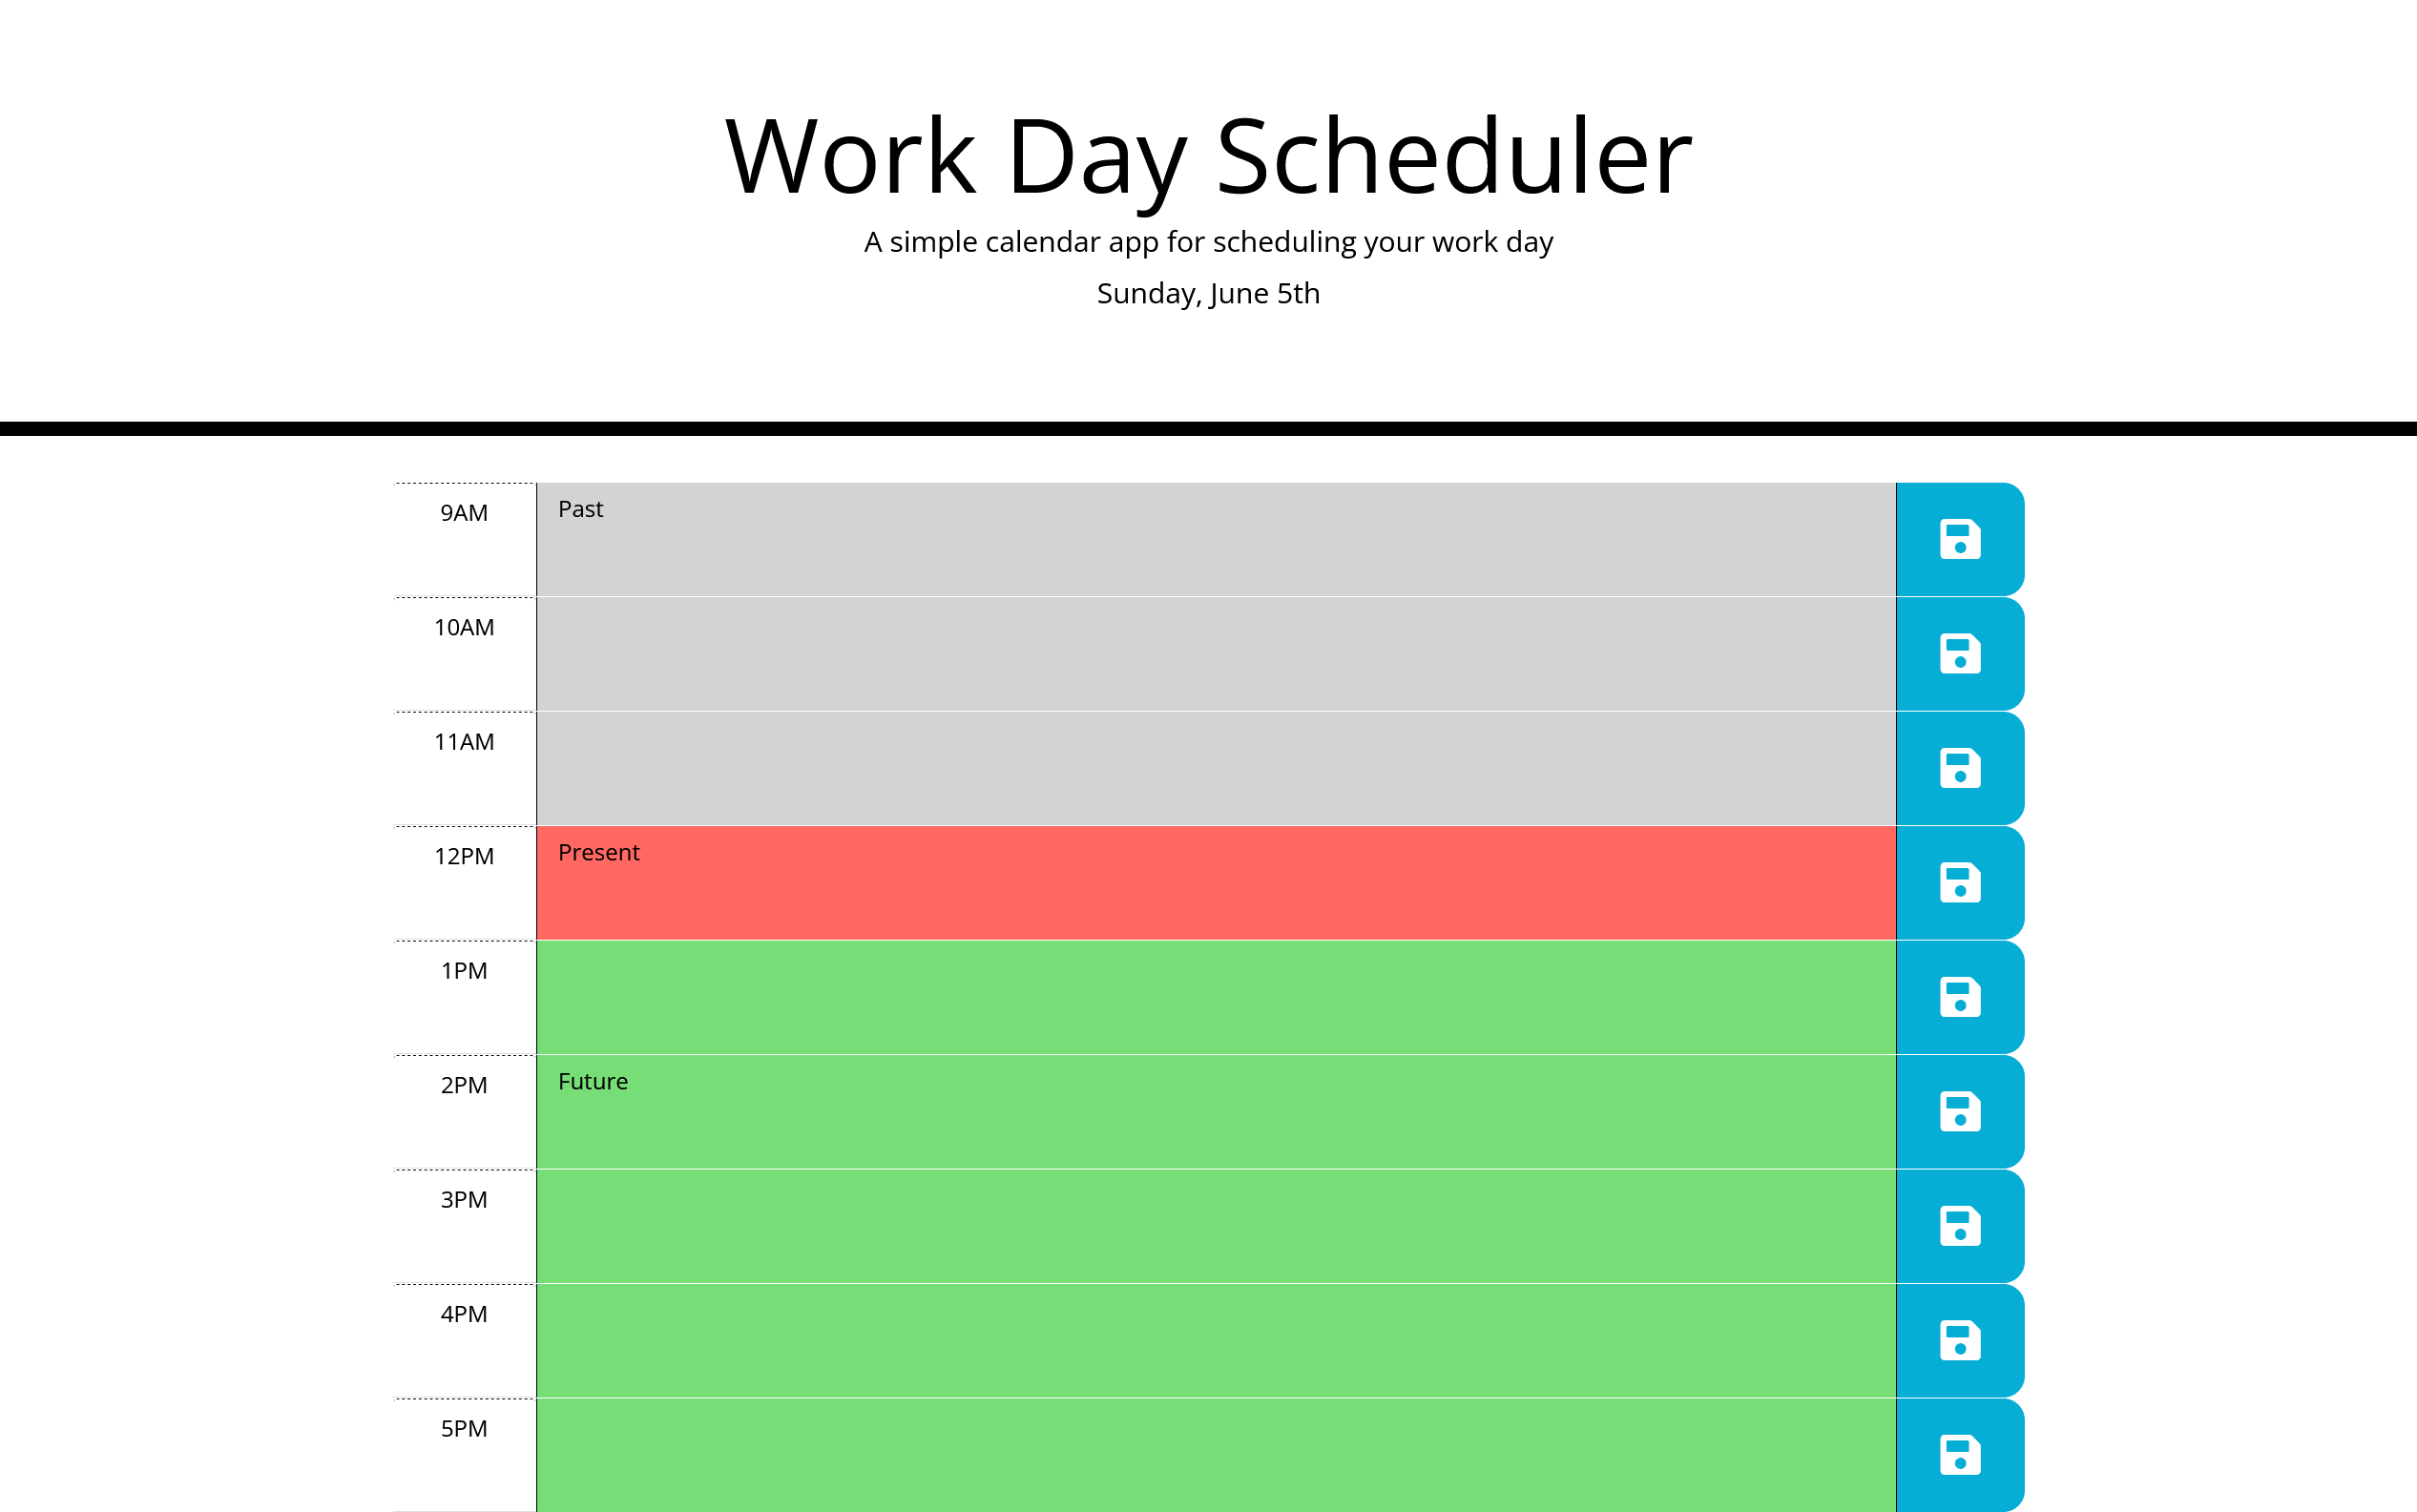 Work Day Scheduler
A simple calendar app for scheduling your work day
Sunday, June 5th
9AM Past
10AM
11AM
12PM Present
1PM
2PM Future
3PM
4PM
5PM